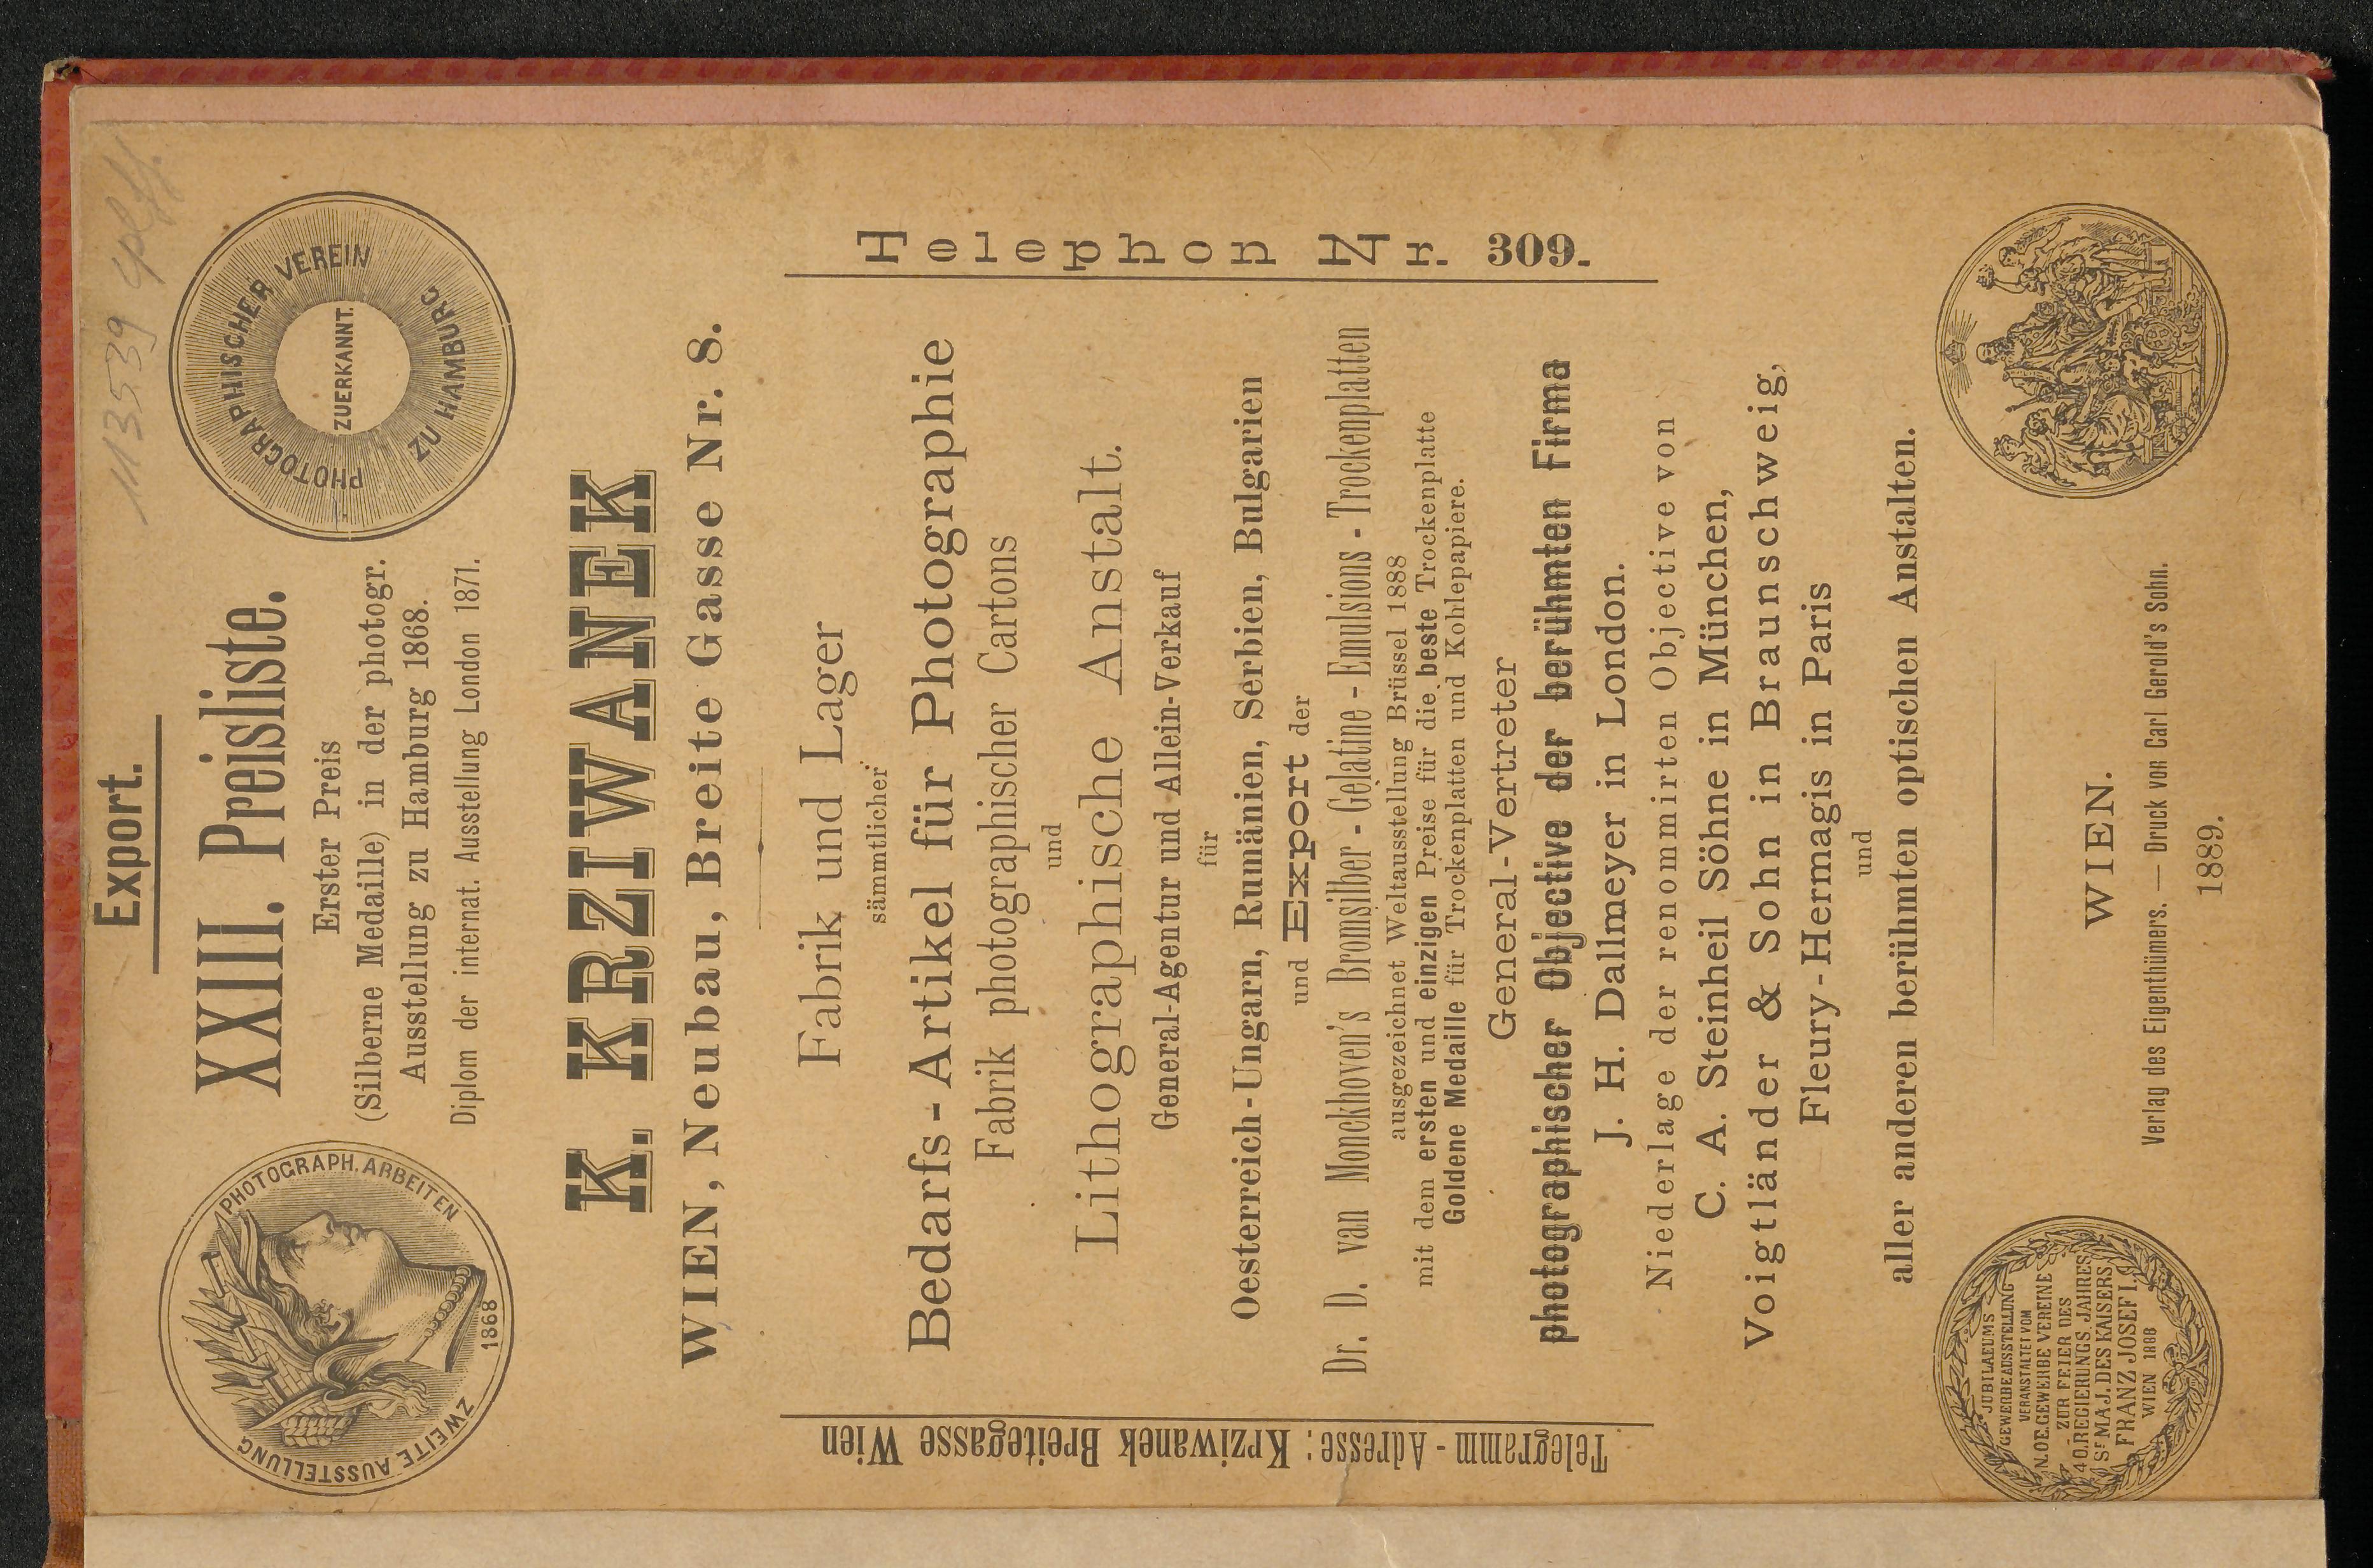 Export.
XXIII. Preisliste.
Erster Preis
(Silberne Medaille) in der photogr.
Ausstellung zu Hamburg 1868.
Diplom der internat. Ausstellung London 1871.
PHOTOGRAPH. ARBEITEN
ZWEITE AUSSTELLUNG
1868
PHOTOGRAPHISCHER VEREIN
ZU HAMBURG
ZUERKANNT.
11 3539
K. KRZIWANEK
WIEN, Neubau, Breite Gasse Nr. 8.
Telegramm-Adresse: Krziwanek Breitegasse Wien
Fabrik und Lager
sämmtlicher
Bedarfs-Artikel für Photographie
Fabrik photographischer Cartons
und
Lithographische Anstalt.
General-Agentur und Allein-Verkauf
für
Oesterreich-Ungarn, Rumänien, Serbien, Bulgarien
und Export der
Dr. D. van Monckhoven's Bromsilber-Gelatine-Emulsions-Trockenplatten
ausgezeichnet Weltausstellung Brüssel 1888
mit dem ersten und einzigen Preise für die beste Trockenplatte
Goldene Medaille für Trockenplatten und Kohlepapiere.
General-Vertreter
photographischer Objective der berühmten Firma
J. H. Dallmeyer in London.
Niederlage der renommirten Objective von
C. A. Steinheil Söhne in München,
Voigtländer & Sohn in Braunschweig,
Fleury-Hermagis in Paris
und
aller anderen berühmten optischen Anstalten.
Telephon Nr. 309.
JUBILAEUMS
GEWERBEAUSSTELLUNG
VERANSTALTET VOM
N.OE.GEWERBE VEREINE
ZUR FEIER DES
40.REGIERUNGS.JAHRES
Sr MAJ.DES KAISERS
FRANZ JOSEF I.
WIEN 1888
WIEN.
Verlag des Eigenthümers. — Druck von Carl Gerold's Sohn.
1889.